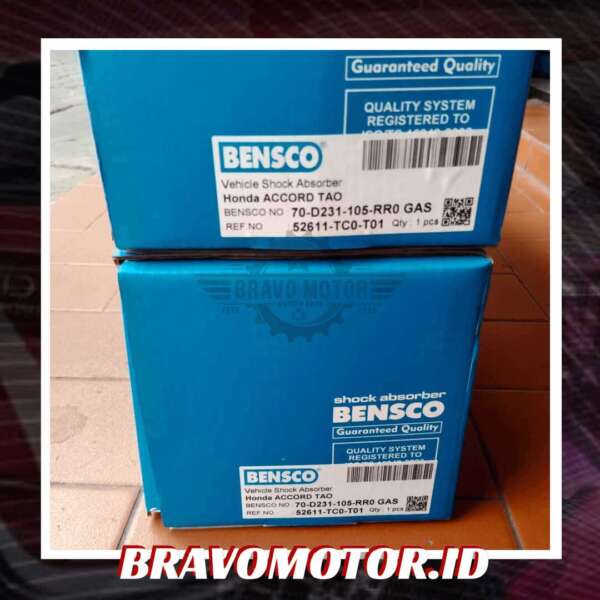 Guaranteed Quality
QUALITY SYSTEM
REGISTERED TO
BENSCO
Vehicle Shock Absorber
Honda ACCORD TAO
BENSCO NO : 70-D231-105-RR0 GAS
REF.NO 52611-TC0-T01 Qty : 1 pcs
BRAVO MOTOR
shock absorber
BENSCO
Guaranteed Quality
QUALITY SYSTEM
REGISTERED TO
BENSCO
Vehicle Shock Absorber
Honda ACCORD TAO
BENSCO NO : 70-D231-105-RR0 GAS
REF.NO 52611-TC0-T01 Qty : 1 pcs
BRAVOMOTOR.ID